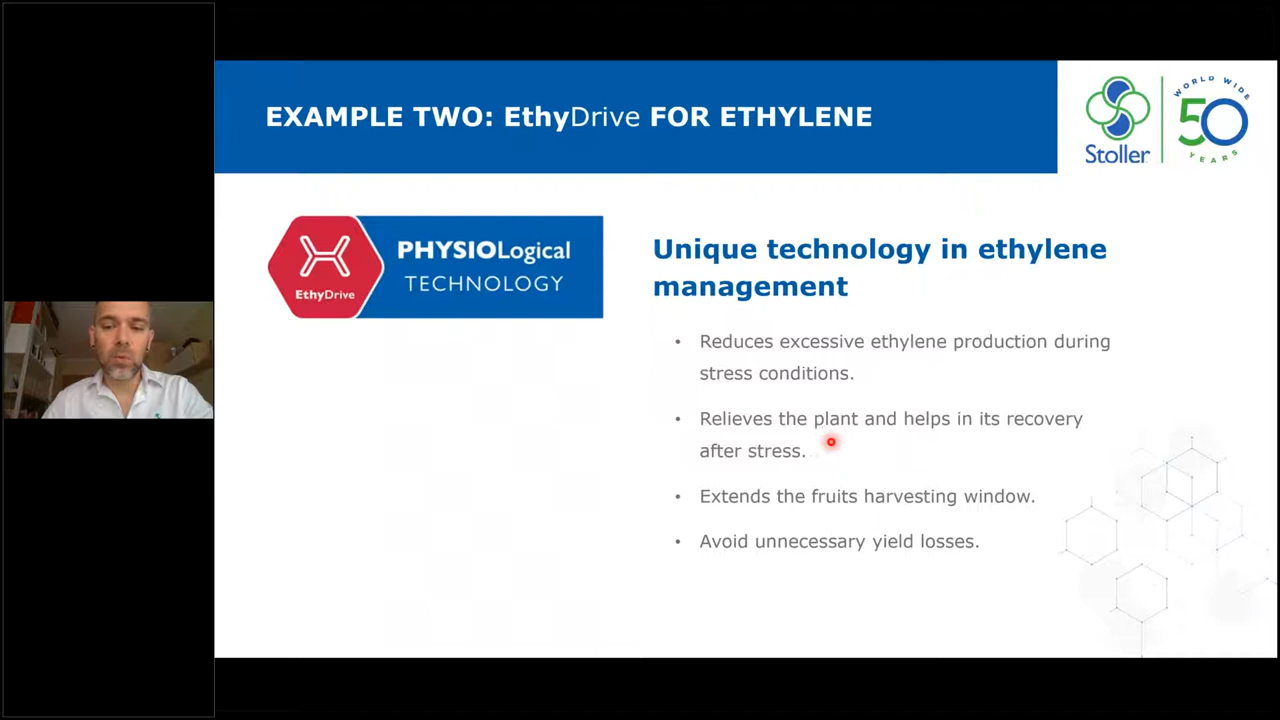 EXAMPLE TWO: EthyDrive FOR ETHYLENE
Stoller
WORLD WIDE
50
YEARS
EthyDrive
PHYSIOLogical
TECHNOLOGY
Unique technology in ethylene
management
• Reduces excessive ethylene production during
stress conditions.
• Relieves the plant and helps in its recovery
after stress.
• Extends the fruits harvesting window.
• Avoid unnecessary yield losses.